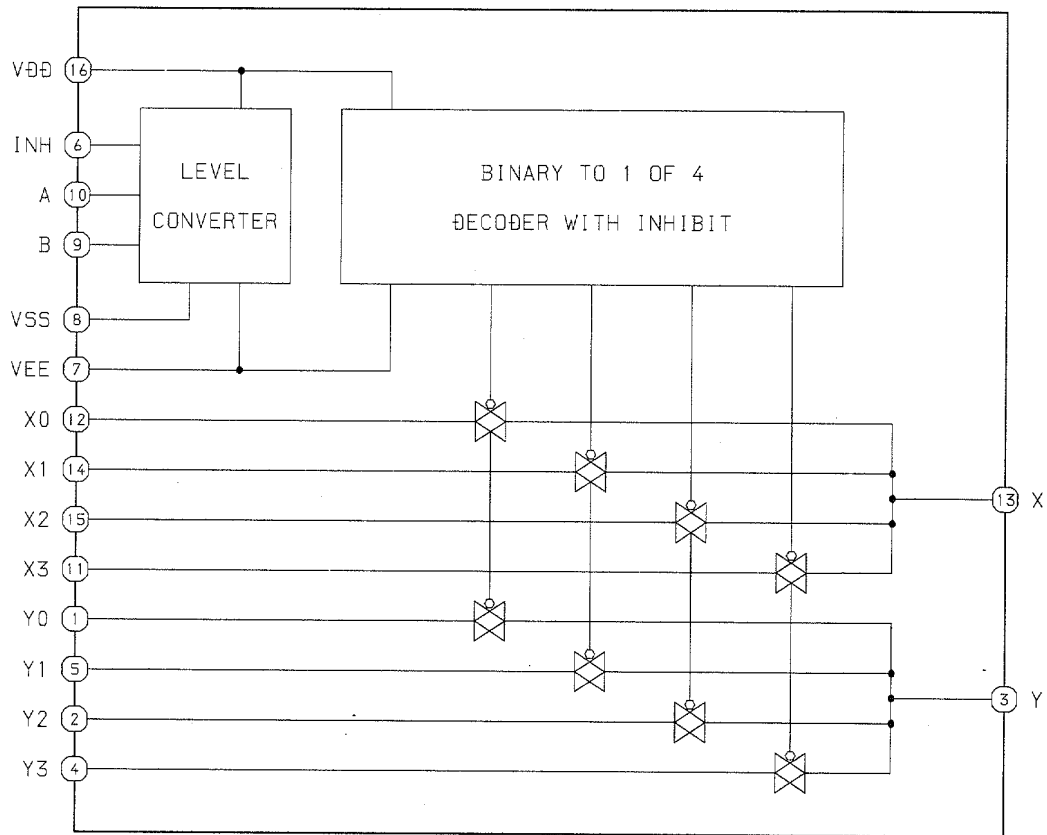 VDD 16
INH 6
A 10
B 9
VSS 8
VEE 7
X0 12
X1 14
X2 15
X3 11
Y0 1
Y1 5
Y2 2
Y3 4
LEVEL
CONVERTER
BINARY TO 1 OF 4
DECODER WITH INHIBIT
13 X
3 Y